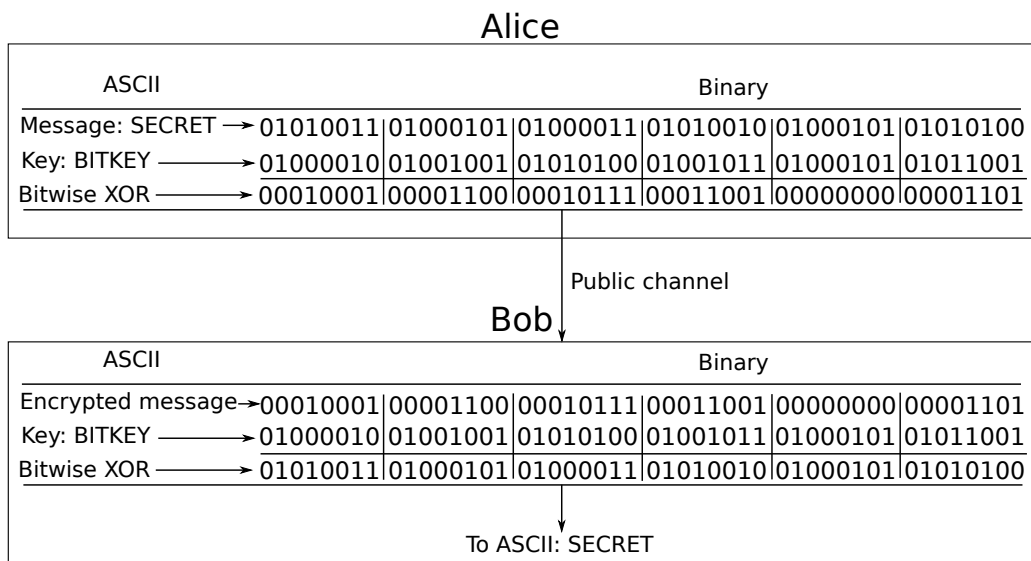 Alice
ASCII Binary
Message: SECRET 01010011 01000101 01000011 01010010 01000101 01010100
Key: BITKEY 01000010 01001001 01010100 01001011 01000101 01011001
Bitwise XOR 00010001 00001100 00010111 00011001 00000000 00001101
Public channel
Bob
ASCII Binary
Encrypted message 00010001 00001100 00010111 00011001 00000000 00001101
Key: BITKEY 01000010 01001001 01010100 01001011 01000101 01011001
Bitwise XOR 01010011 01000101 01000011 01010010 01000101 01010100
To ASCII: SECRET